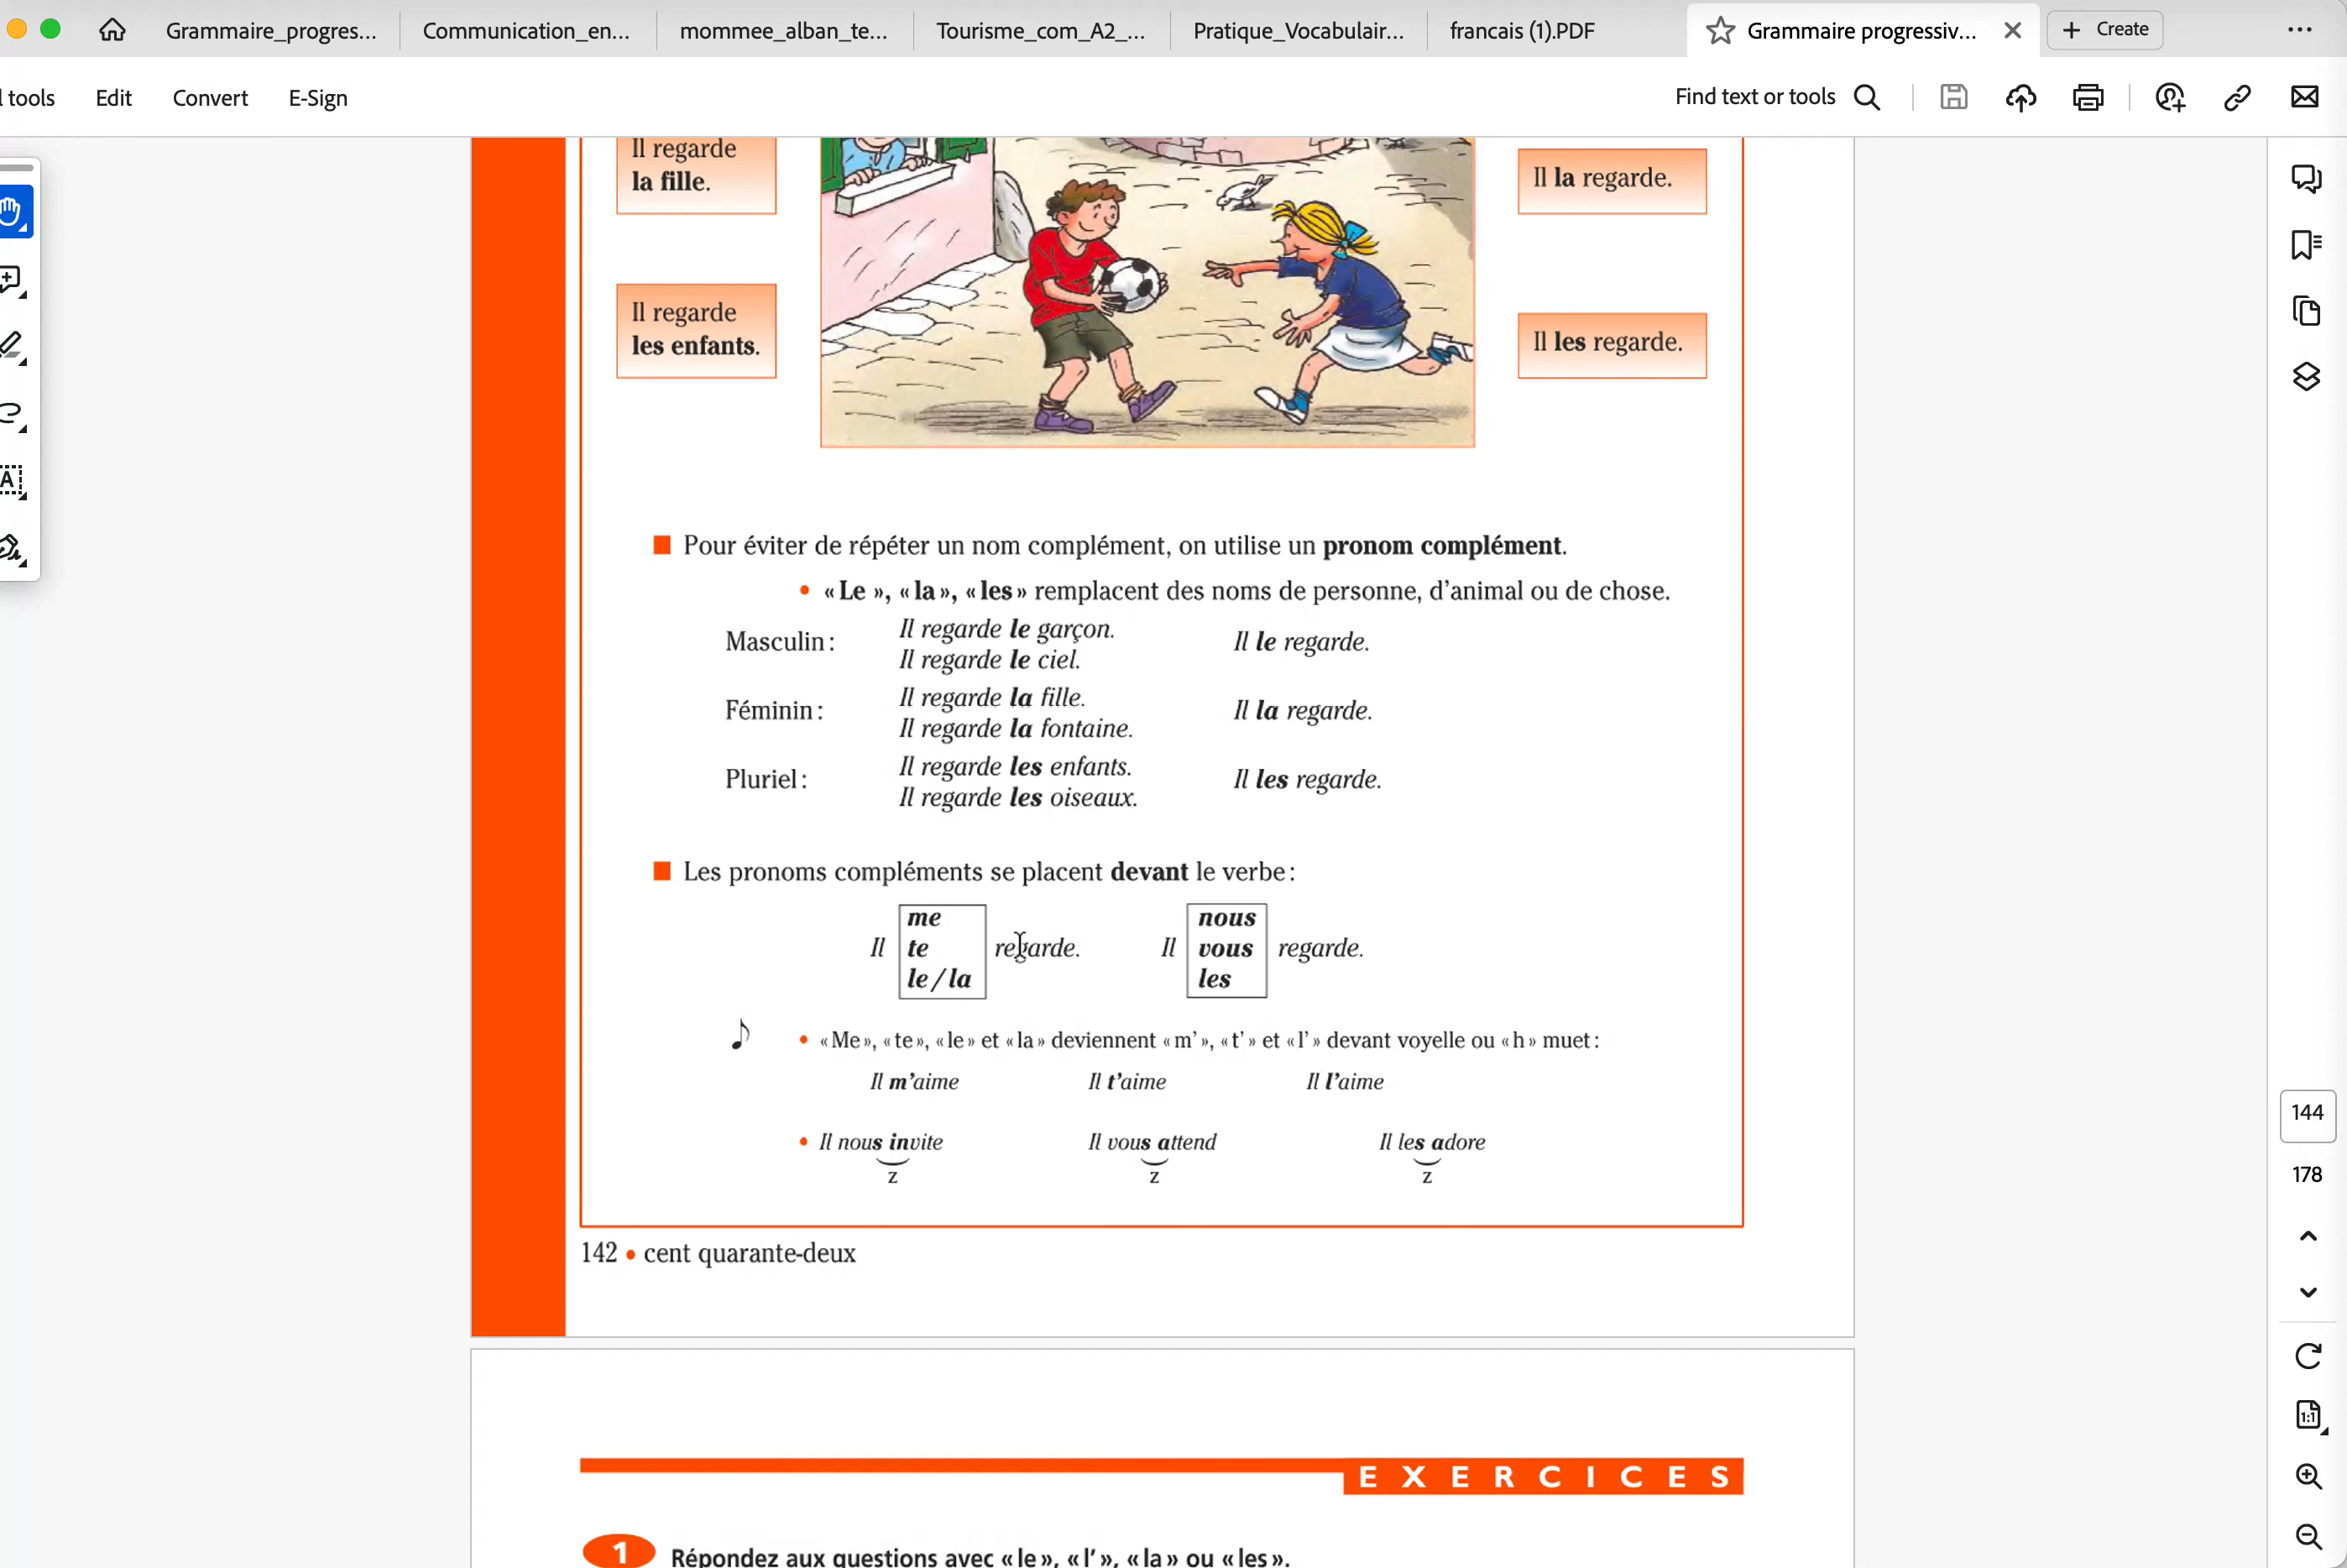 Grammaire_progres...
Communication_en...
mommee_alban_te...
Tourisme_com_A2_...
Pratique_Vocabulair...
francais (1).PDF
Grammaire progressiv...
Create
l tools
Edit
Convert
E-Sign
Find text or tools
Il regarde
la fille.
Il la regarde.
Il regarde
les enfants.
Il les regarde.
Pour éviter de répéter un nom complément, on utilise un pronom complément.
• « Le », « la », « les » remplacent des noms de personne, d'animal ou de chose.
Masculin :
Il regarde le garçon.
Il regarde le ciel.
Il le regarde.
Féminin :
Il regarde la fille.
Il regarde la fontaine.
Il la regarde.
Pluriel :
Il regarde les enfants.
Il regarde les oiseaux.
Il les regarde.
Les pronoms compléments se placent devant le verbe :
me
Il te regarde.
le / la
nous
Il vous regarde.
les
• « Me », « te », « le » et « la » deviennent « m' », « t' » et « l' » devant voyelle ou « h » muet :
Il m'aime Il t'aime Il l'aime
• Il nous invite Il vous attend Il les adore
z z z
142 • cent quarante-deux
144
178
1:1
EXERCICES
1 Répondez aux questions avec « le », « l' », « la » ou « les ».